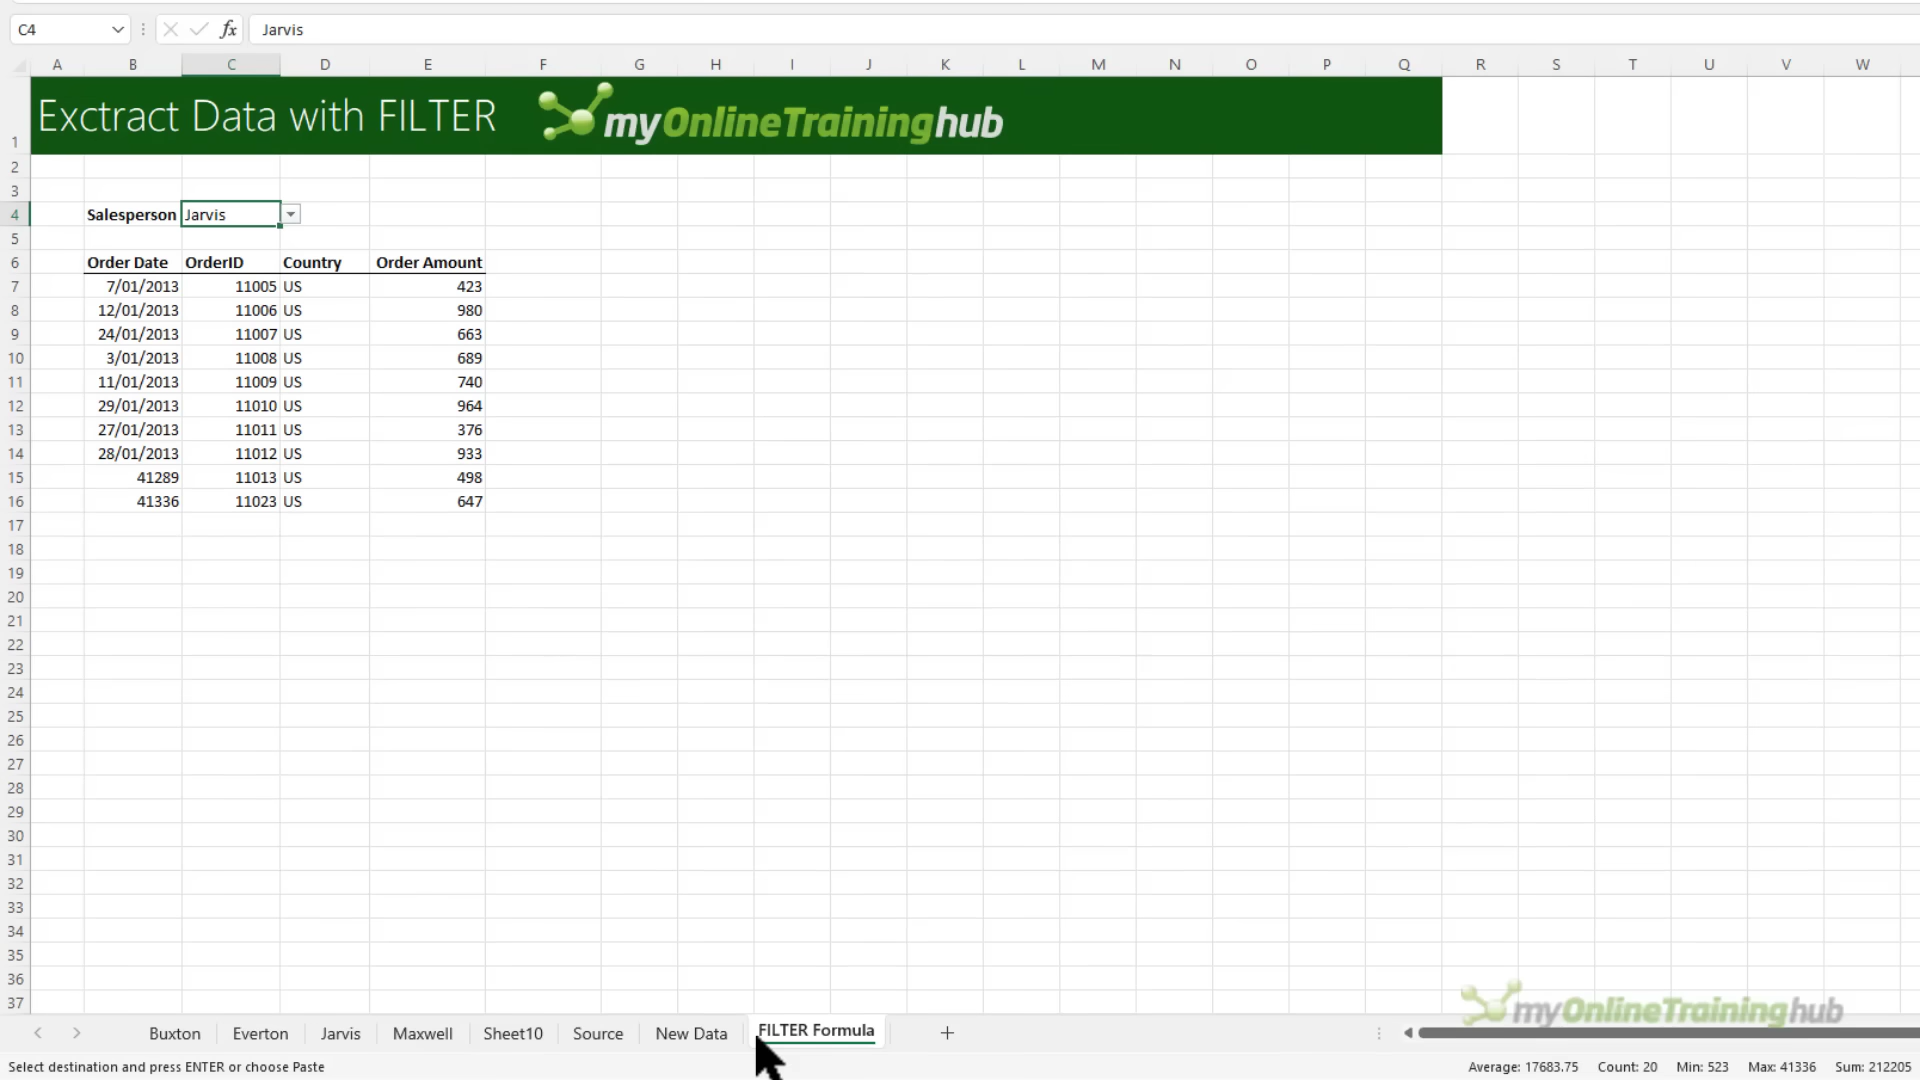 C4 fx Jarvis
A B C D E F G H I J K L M N O P Q R S T U V W
1 Exctract Data with FILTER myOnlineTraininghub
2
3
4 Salesperson Jarvis
5
6 Order Date OrderID Country Order Amount
7 7/01/2013 11005 US 423
8 12/01/2013 11006 US 980
9 24/01/2013 11007 US 663
10 3/01/2013 11008 US 689
11 11/01/2013 11009 US 740
12 29/01/2013 11010 US 964
13 27/01/2013 11011 US 376
14 28/01/2013 11012 US 933
15 41289 11013 US 498
16 41336 11023 US 647
17
18
19
20
21
22
23
24
25
26
27
28
29
30
31
32
33
34
35
36
37
myOnlineTraininghub
Buxton Everton Jarvis Maxwell Sheet10 Source New Data FILTER Formula +
Select destination and press ENTER or choose Paste Average: 17683.75 Count: 20 Min: 523 Max: 41336 Sum: 212205